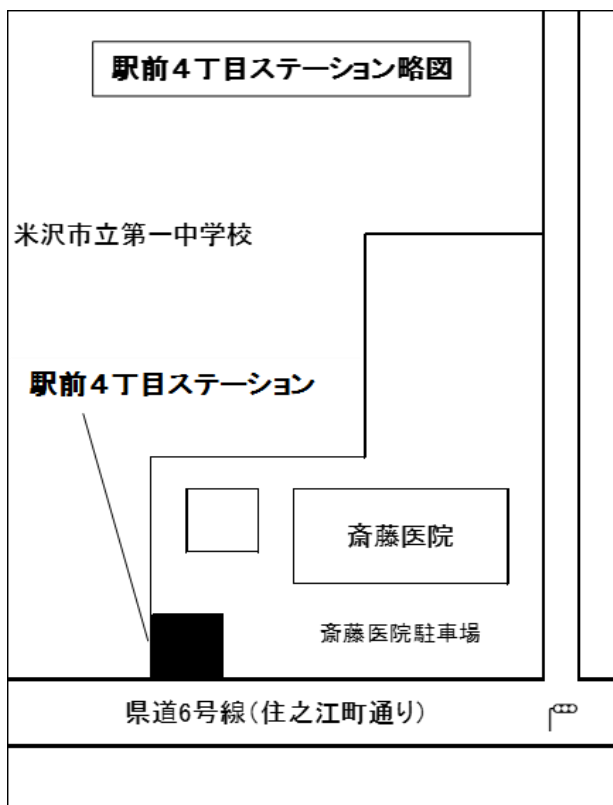 駅前４丁目ステーション略図
米沢市立第一中学校
駅前４丁目ステーション
斎藤医院
斎藤医院駐車場
県道6号線（住之江町通り）